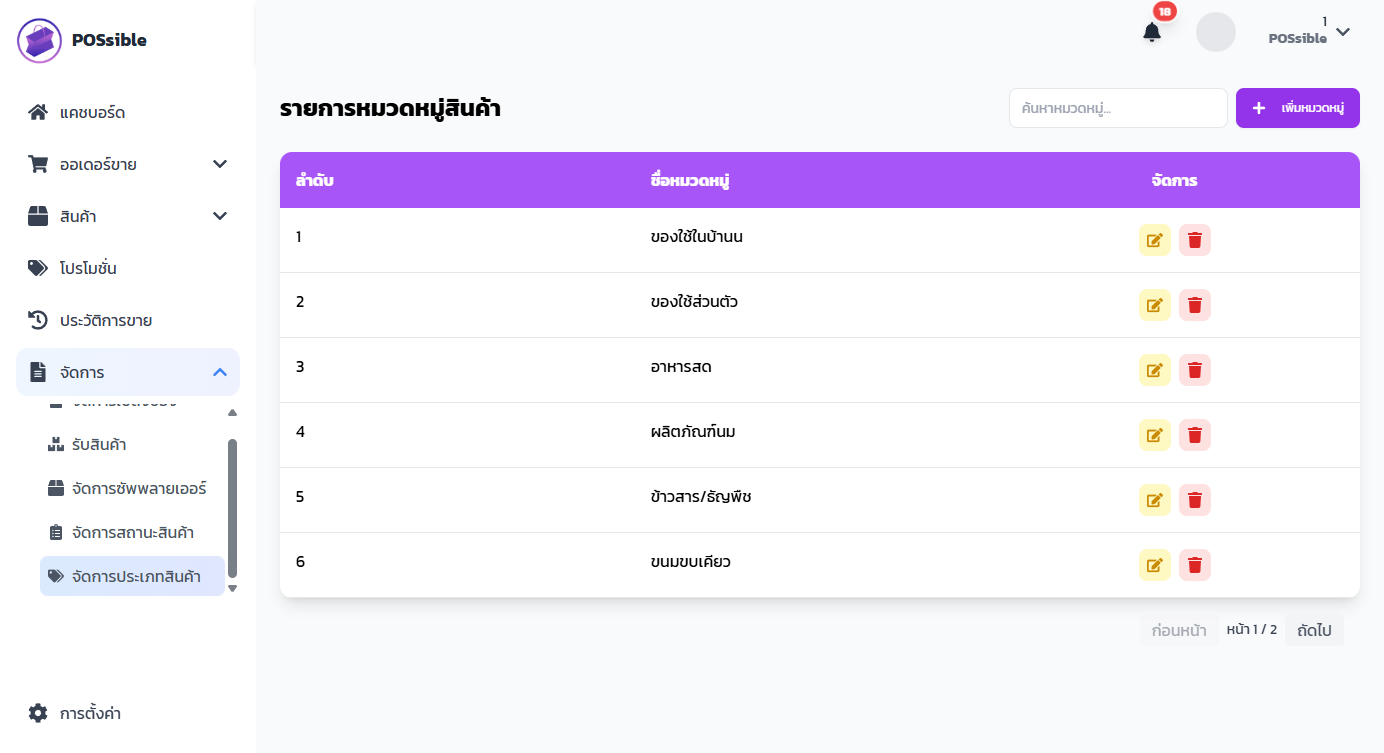 POSsible
แคชบอร์ด
ออเดอร์ขาย
สินค้า
โปรโมชั่น
ประวัติการขาย
จัดการ
รับสินค้า
จัดการซัพพลายเออร์
จัดการสถานะสินค้า
จัดการประเภทสินค้า
การตั้งค่า
18
1
POSsible
รายการหมวดหมู่สินค้า
ค้นหาหมวดหมู่...
เพิ่มหมวดหมู่
ลำดับ ชื่อหมวดหมู่ จัดการ
1 ของใช้ในบ้านน
2 ของใช้ส่วนตัว
3 อาหารสด
4 ผลิตภัณฑ์นม
5 ข้าวสาร/ธัญพืช
6 ขนมขบเคียว
ก่อนหน้า หน้า 1 / 2 ถัดไป